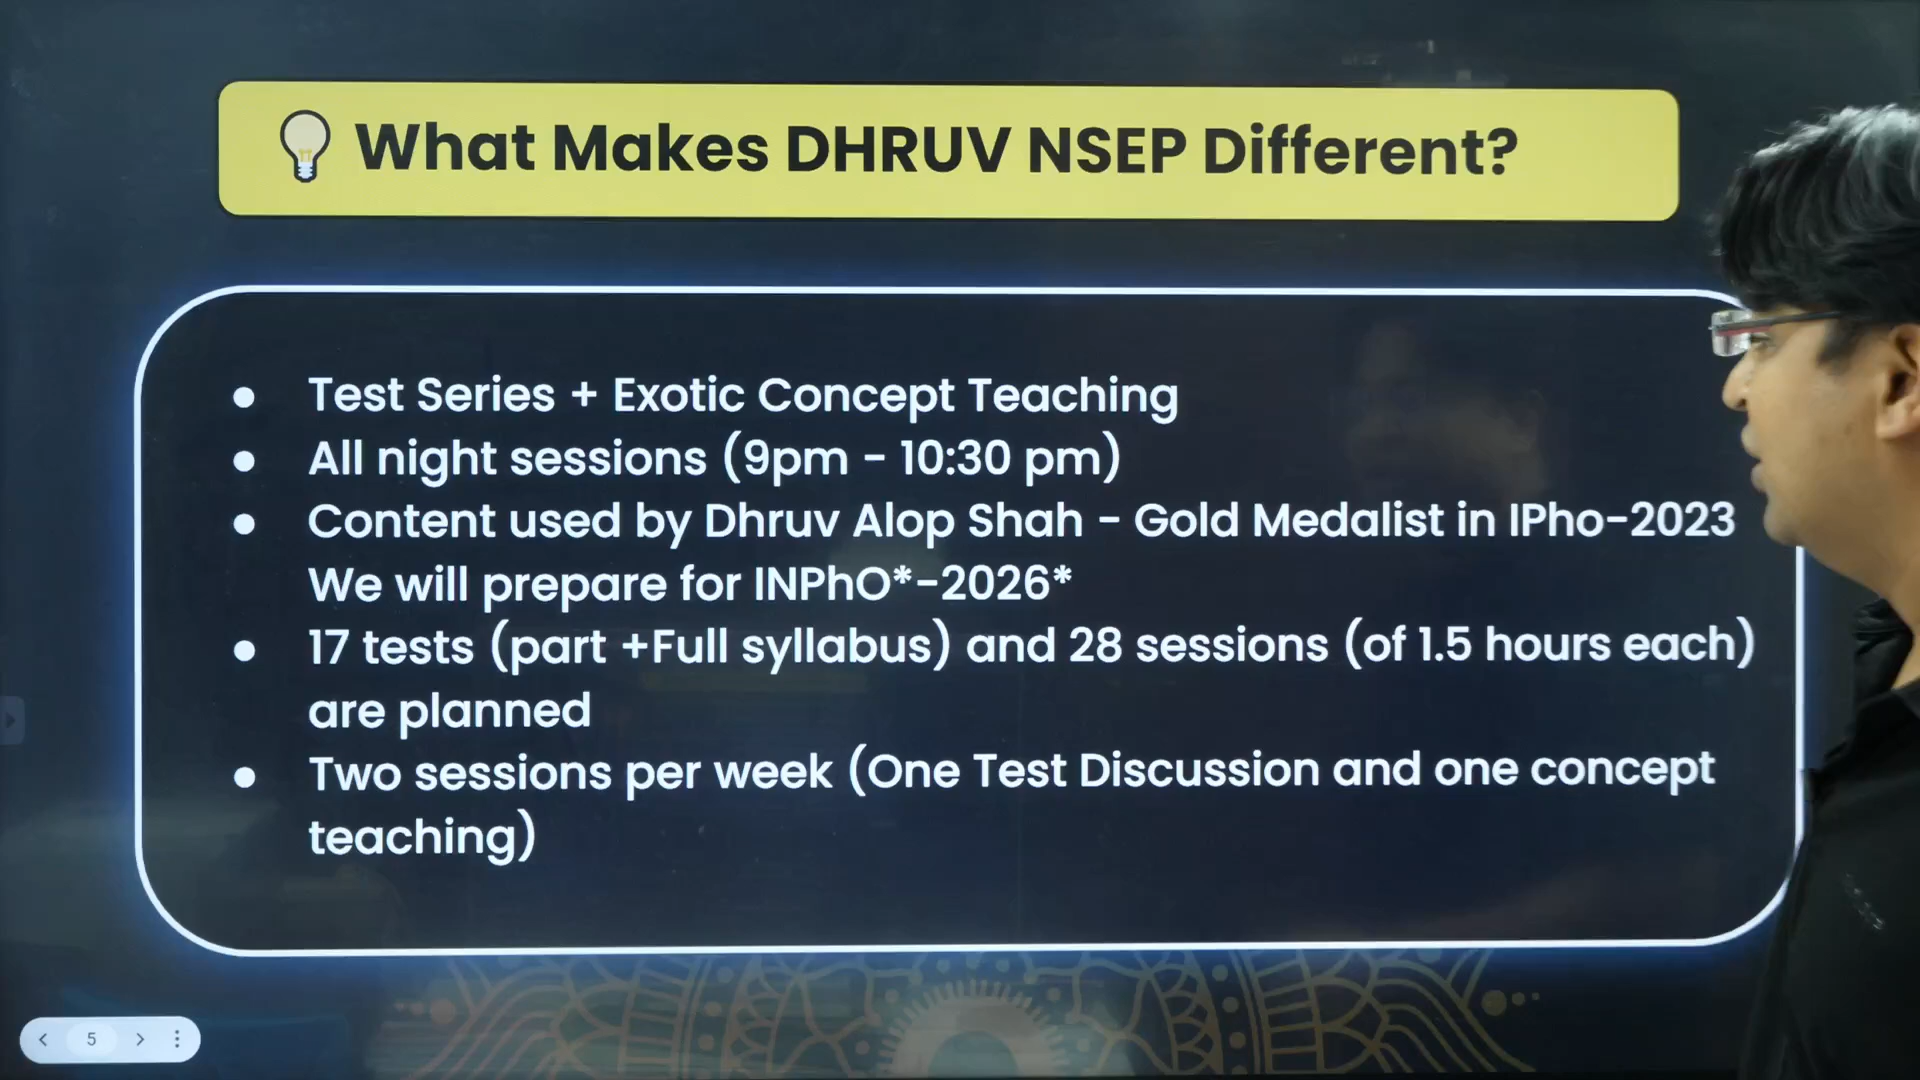 What Makes DHRUV NSEP Different?
● Test Series + Exotic Concept Teaching
● All night sessions (9pm - 10:30 pm)
● Content used by Dhruv Alop Shah - Gold Medalist in IPho-2023
We will prepare for INPhO*-2026*
● 17 tests (part +Full syllabus) and 28 sessions (of 1.5 hours each)
are planned
● Two sessions per week (One Test Discussion and one concept
teaching)
5